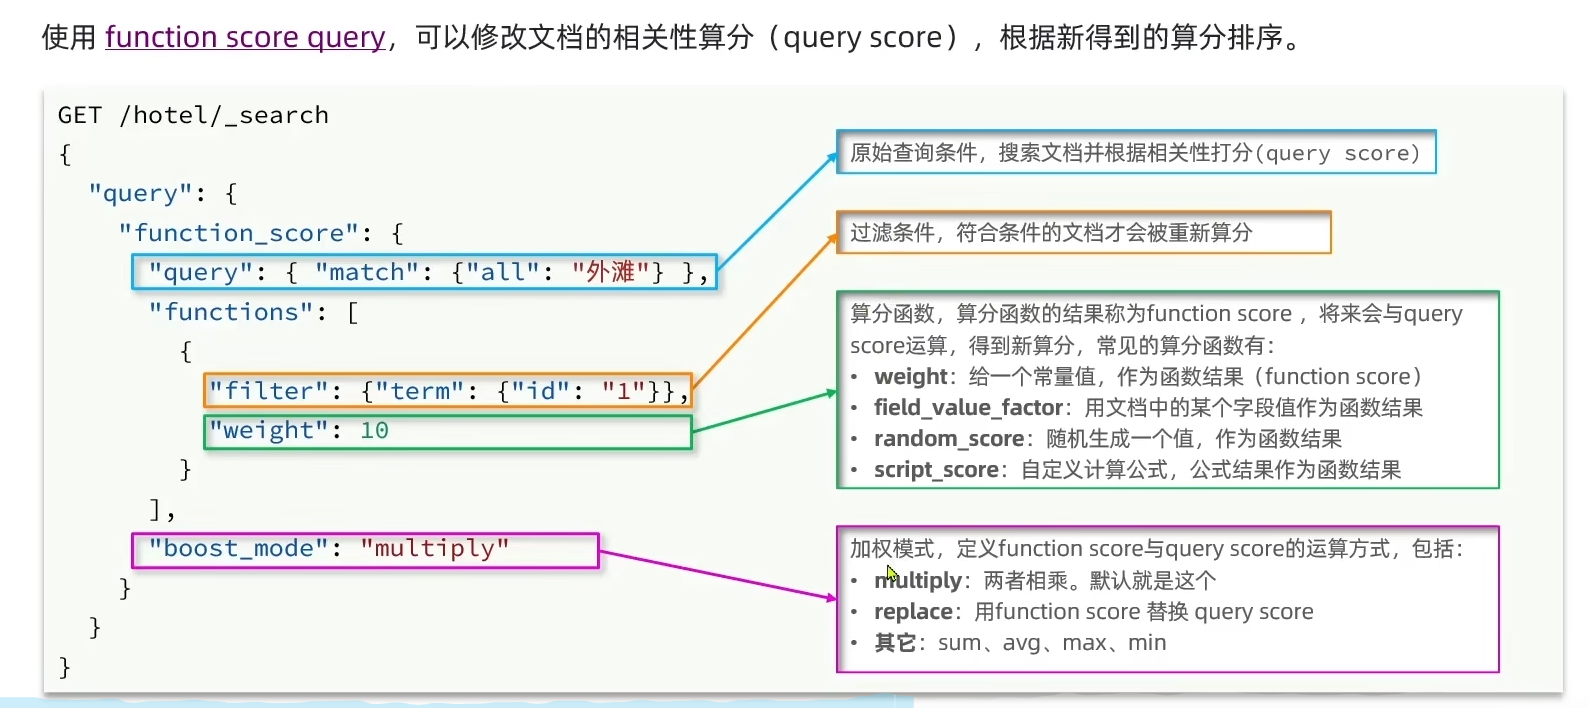 使用 function score query，可以修改文档的相关性算分（query score），根据新得到的算分排序。
GET /hotel/_search
{
"query": {
"function_score": {
"query": { "match": {"all": "外滩"} },
"functions": [
{
"filter": {"term": {"id": "1"}},
"weight": 10
}
],
"boost_mode": "multiply"
}
}
}
原始查询条件，搜索文档并根据相关性打分(query score)
过滤条件，符合条件的文档才会被重新算分
算分函数，算分函数的结果称为function score ，将来会与query
score运算，得到新算分，常见的算分函数有：
• weight：给一个常量值，作为函数结果（function score）
• field_value_factor：用文档中的某个字段值作为函数结果
• random_score：随机生成一个值，作为函数结果
• script_score：自定义计算公式，公式结果作为函数结果
加权模式，定义function score与query score的运算方式，包括：
• multiply：两者相乘。默认就是这个
• replace：用function score 替换 query score
• 其它：sum、avg、max、min